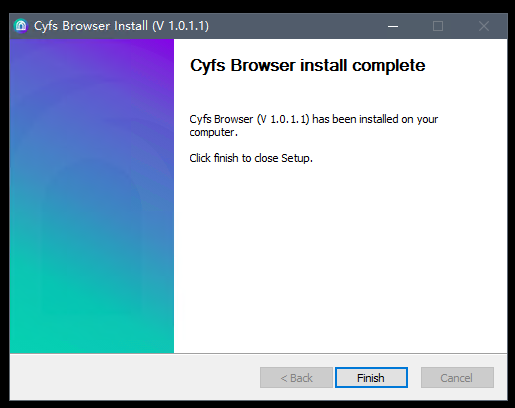 Cyfs Browser Install (V 1.0.1.1)
Cyfs Browser install complete
Cyfs Browser (V 1.0.1.1) has been installed on your
computer.
Click finish to close Setup.
< Back
Finish
Cancel